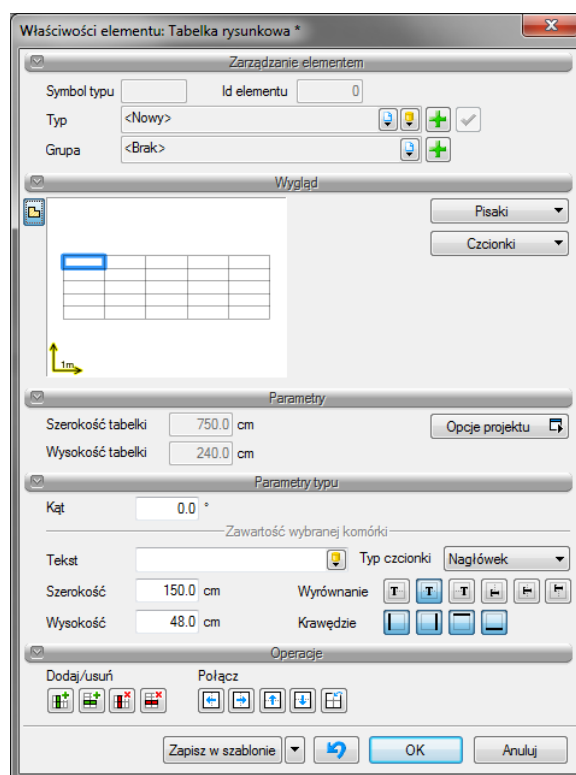 Właściwości elementu: Tabelka rysunkowa *
Zarządzanie elementem
Symbol typu Id elementu 0
Typ <Nowy>
Grupa <Brak>
Wygląd
Pisaki
Czcionki
1m
Parametry
Szerokość tabelki 750.0 cm Opcje projektu
Wysokość tabelki 240.0 cm
Parametry typu
Kąt 0.0 °
Zawartość wybranej komórki
Tekst Typ czcionki Nagłówek
Szerokość 150.0 cm Wyrównanie T T T
Wysokość 48.0 cm Krawędzie
Operacje
Dodaj/usuń Połącz
Zapisz w szablonie OK Anuluj